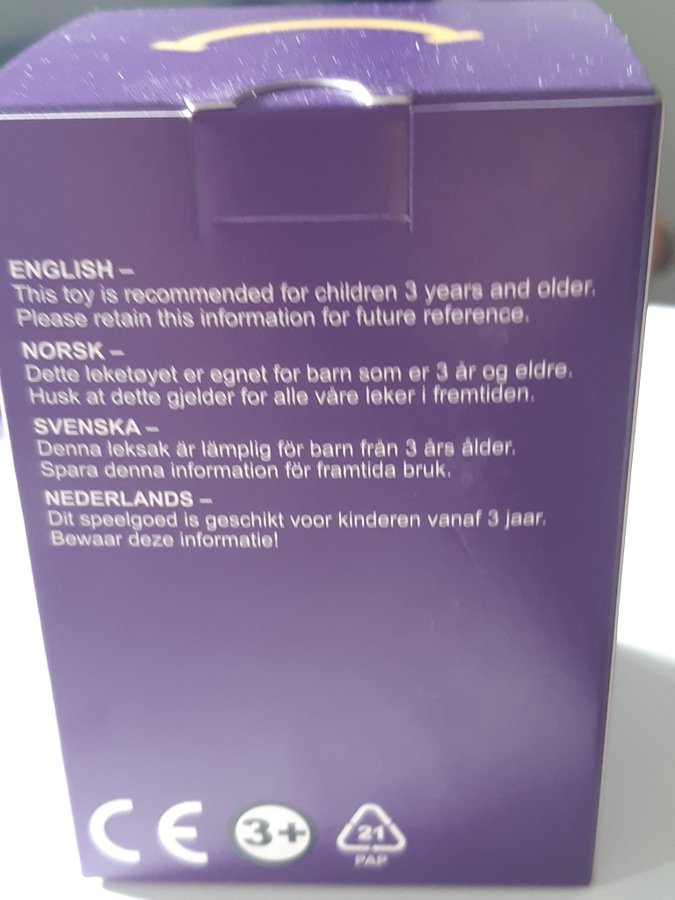 ENGLISH –
This toy is recommended for children 3 years and older.
Please retain this information for future reference.
NORSK –
Dette leketøyet er egnet for barn som er 3 år og eldre.
Husk at dette gjelder for alle våre leker i fremtiden.
SVENSKA –
Denna leksak är lämplig för barn från 3 års ålder.
Spara denna information för framtida bruk.
NEDERLANDS –
Dit speelgoed is geschikt voor kinderen vanaf 3 jaar.
Bewaar deze informatie!
CE 3+ 21
PAP